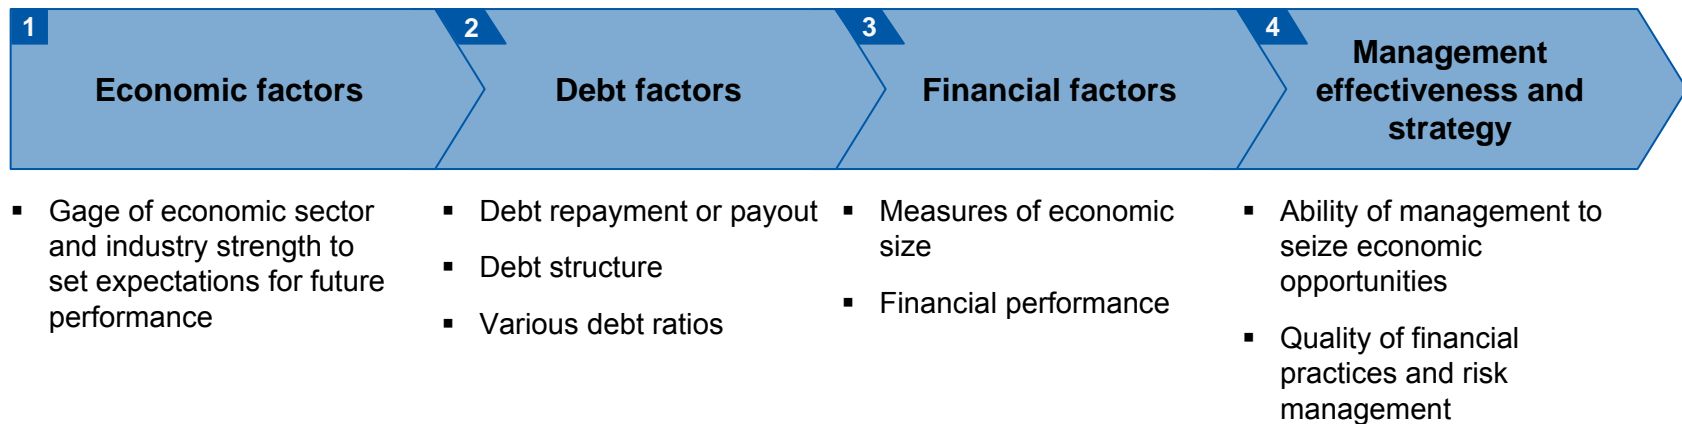 1
Economic factors
▪ Gage of economic sector
and industry strength to
set expectations for future
performance
2
Debt factors
▪ Debt repayment or payout
▪ Debt structure
▪ Various debt ratios
3
Financial factors
▪ Measures of economic
size
▪ Financial performance
4
Management
effectiveness and
strategy
▪ Ability of management to
seize economic
opportunities
▪ Quality of financial
practices and risk
management